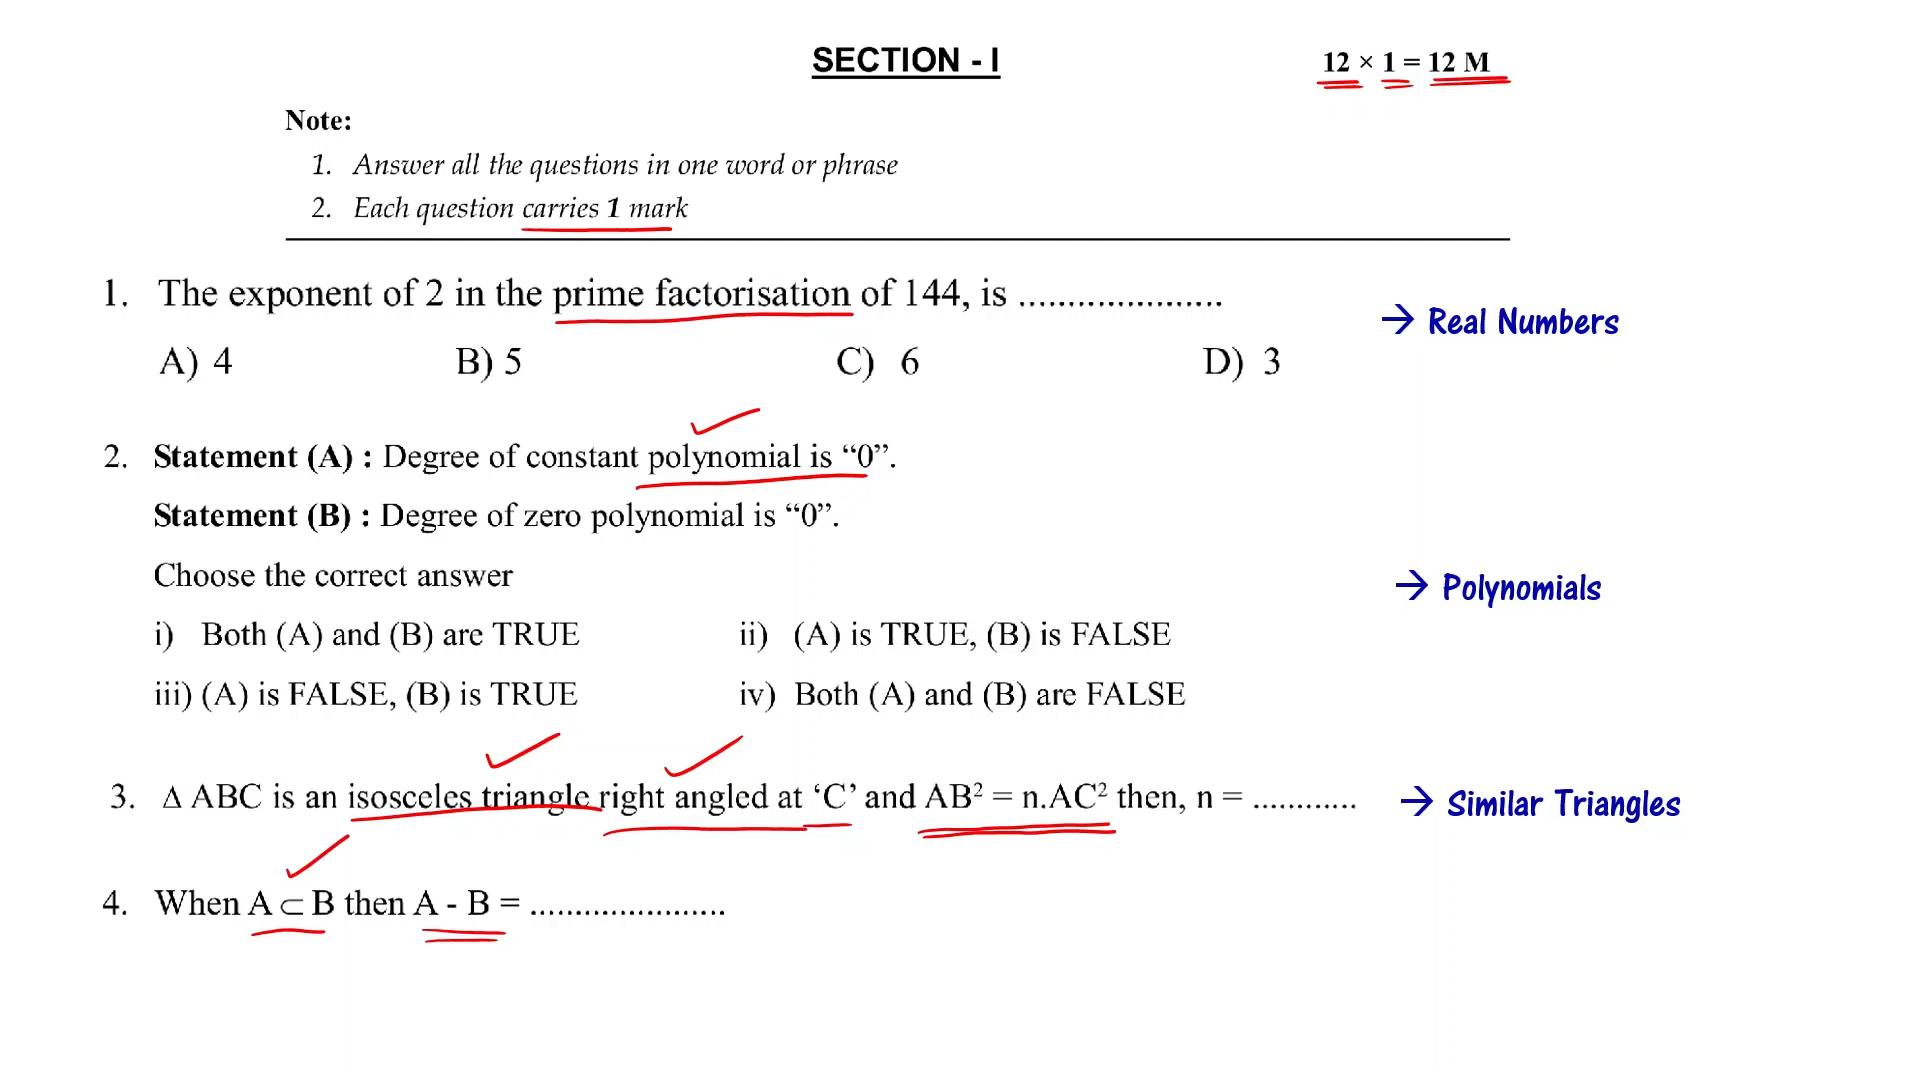 SECTION - I
12 × 1 = 12 M
Note:
1. Answer all the questions in one word or phrase
2. Each question carries 1 mark
1. The exponent of 2 in the prime factorisation of 144, is .....................
→ Real Numbers
A) 4 B) 5 C) 6 D) 3
2. Statement (A) : Degree of constant polynomial is “0”.
Statement (B) : Degree of zero polynomial is “0”.
Choose the correct answer
→ Polynomials
i) Both (A) and (B) are TRUE ii) (A) is TRUE, (B) is FALSE
iii) (A) is FALSE, (B) is TRUE iv) Both (A) and (B) are FALSE
3. Δ ABC is an isosceles triangle right angled at ‘C’ and AB² = n.AC² then, n = ............
→ Similar Triangles
4. When A ⊂ B then A - B = ......................